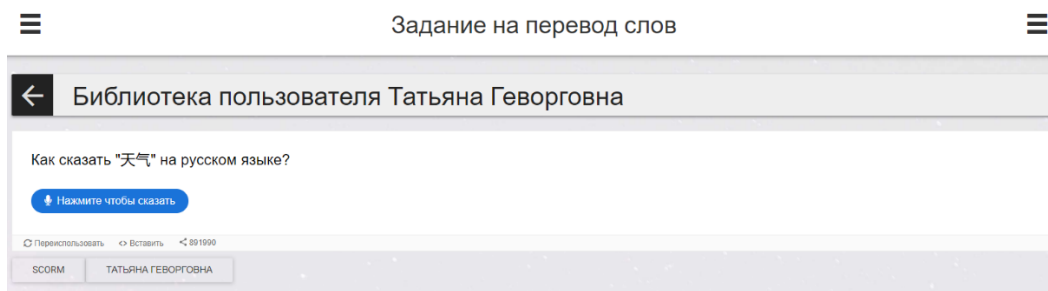 Задание на перевод слов
Библиотека пользователя Татьяна Геворговна
Как сказать "天气" на русском языке?
Нажмите чтобы сказать
Переиспользовать <> Вставить 891990
SCORM ТАТЬЯНА ГЕВОРГОВНА